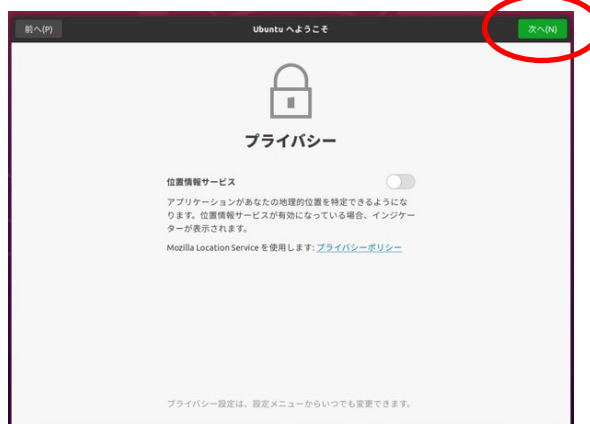 前へ(P)
Ubuntu へようこそ
次へ(N)
プライバシー
位置情報サービス
アプリケーションがあなたの地理的位置を特定できるようにな
ります。位置情報サービスが有効になっている場合、インジケー
ターが表示されます。
Mozilla Location Service を使用します: プライバシーポリシー
プライバシー設定は、設定メニューからいつでも変更できます。